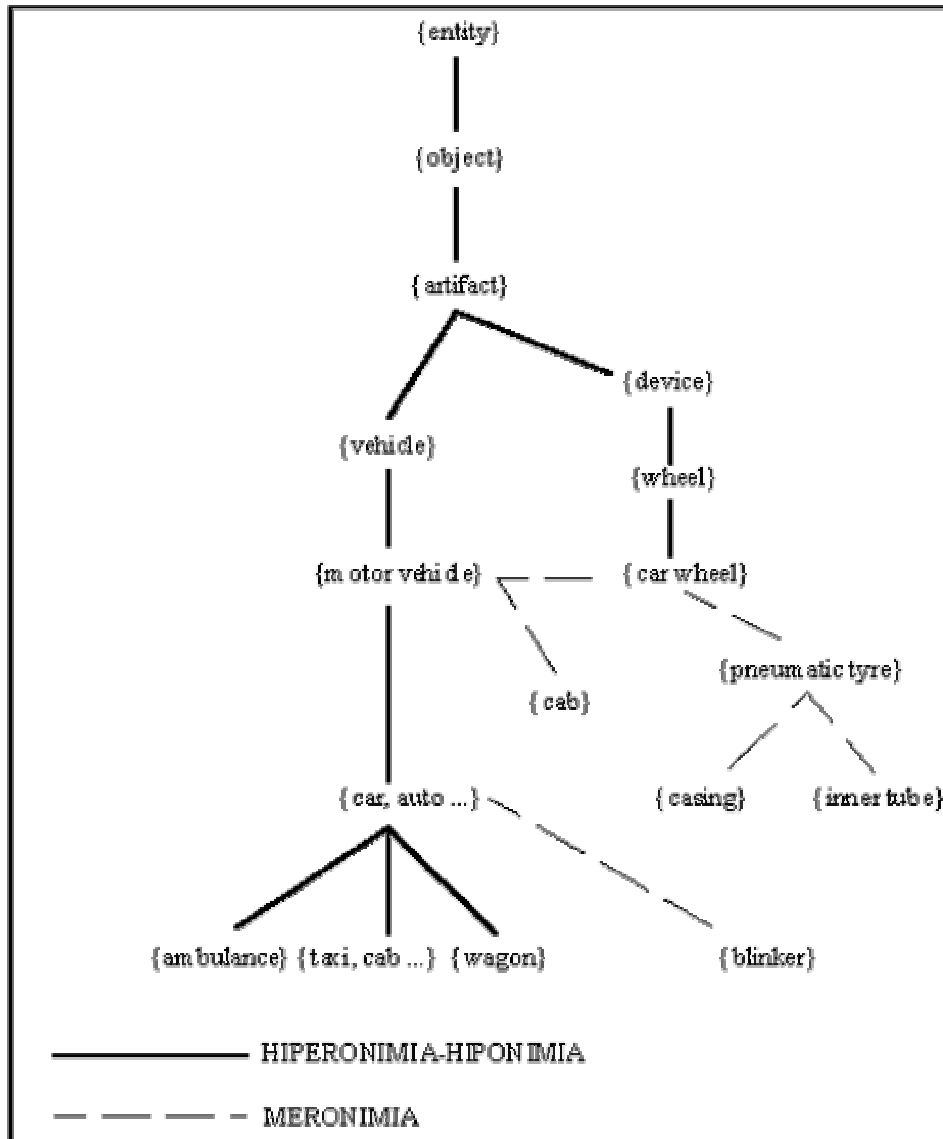 {entity}
{object}
{artifact}
{device}
{vehicle}
{wheel}
{motor vehicle} {car wheel}
{pneumatic tyre}
{cab}
{car, auto ...} {casing} {inner tube}
{ambulance} {taxi, cab ...} {wagon} {blinker}
HIPERONIMIA-HIPONIMIA
MERONIMIA